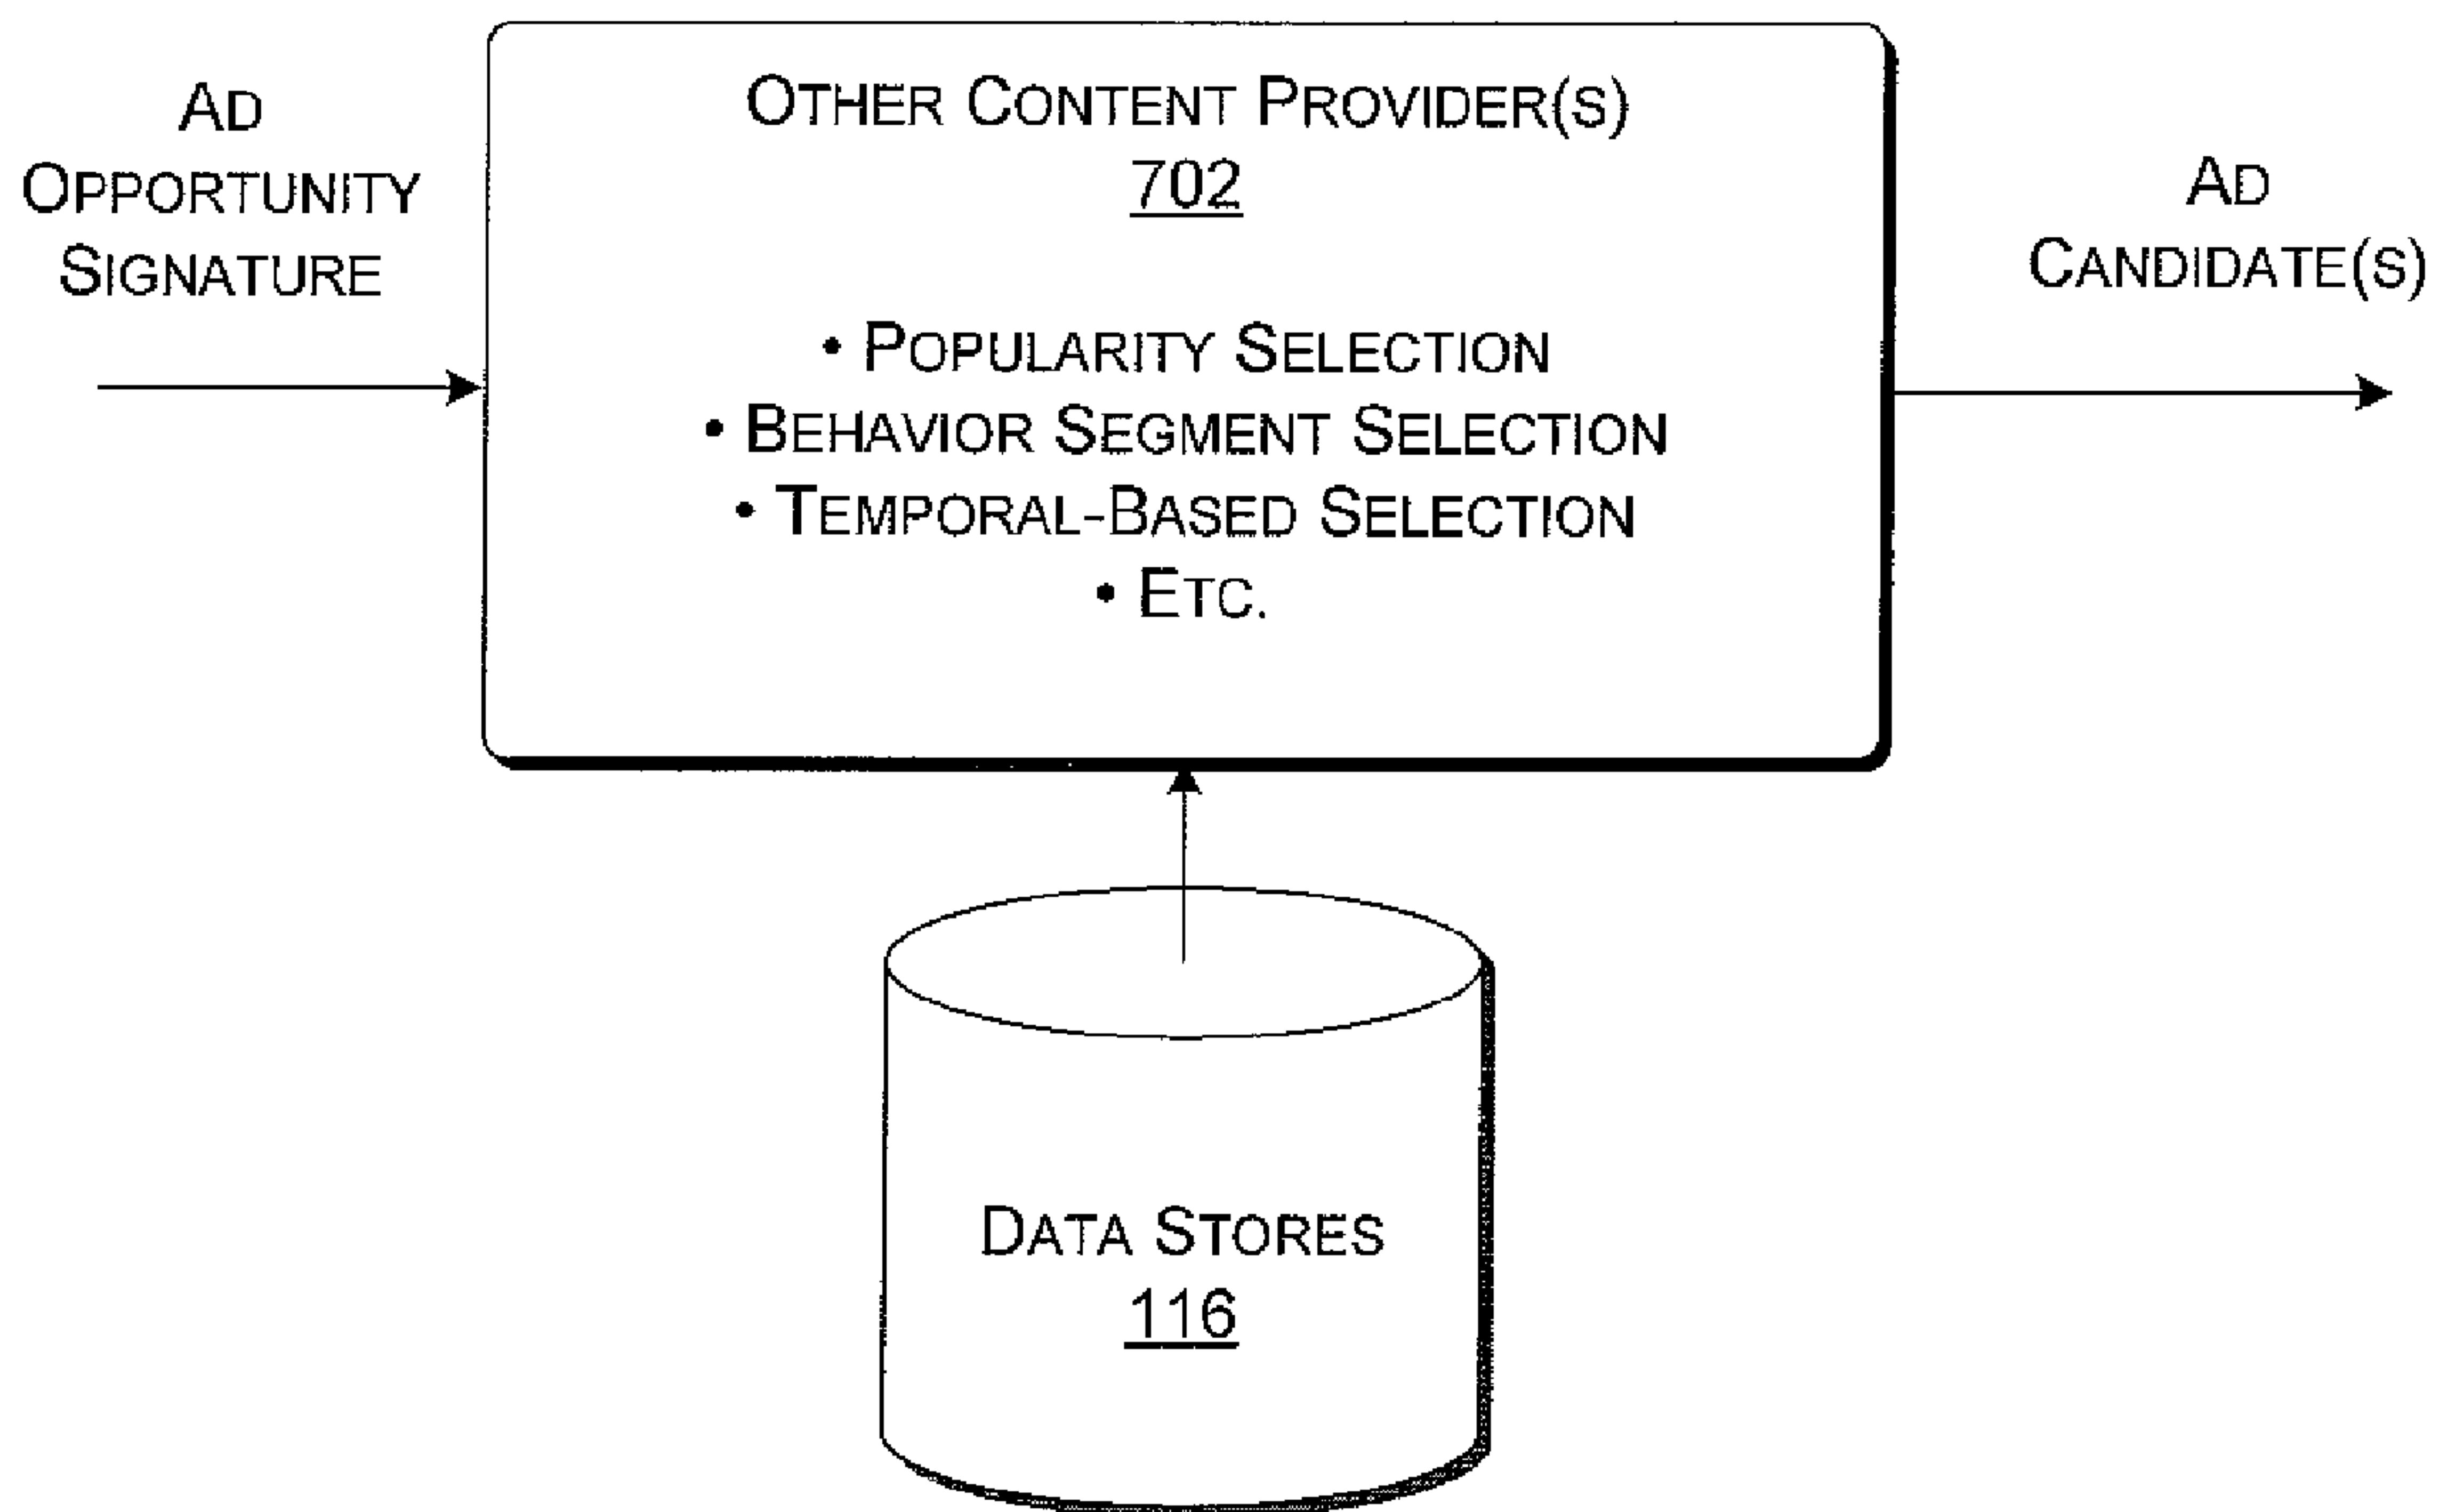 AD
OPPORTUNITY
SIGNATURE
OTHER CONTENT PROVIDER(S)
702
• POPULARITY SELECTION
• BEHAVIOR SEGMENT SELECTION
• TEMPORAL-BASED SELECTION
• ETC.
AD
CANDIDATE(S)
DATA STORES
116